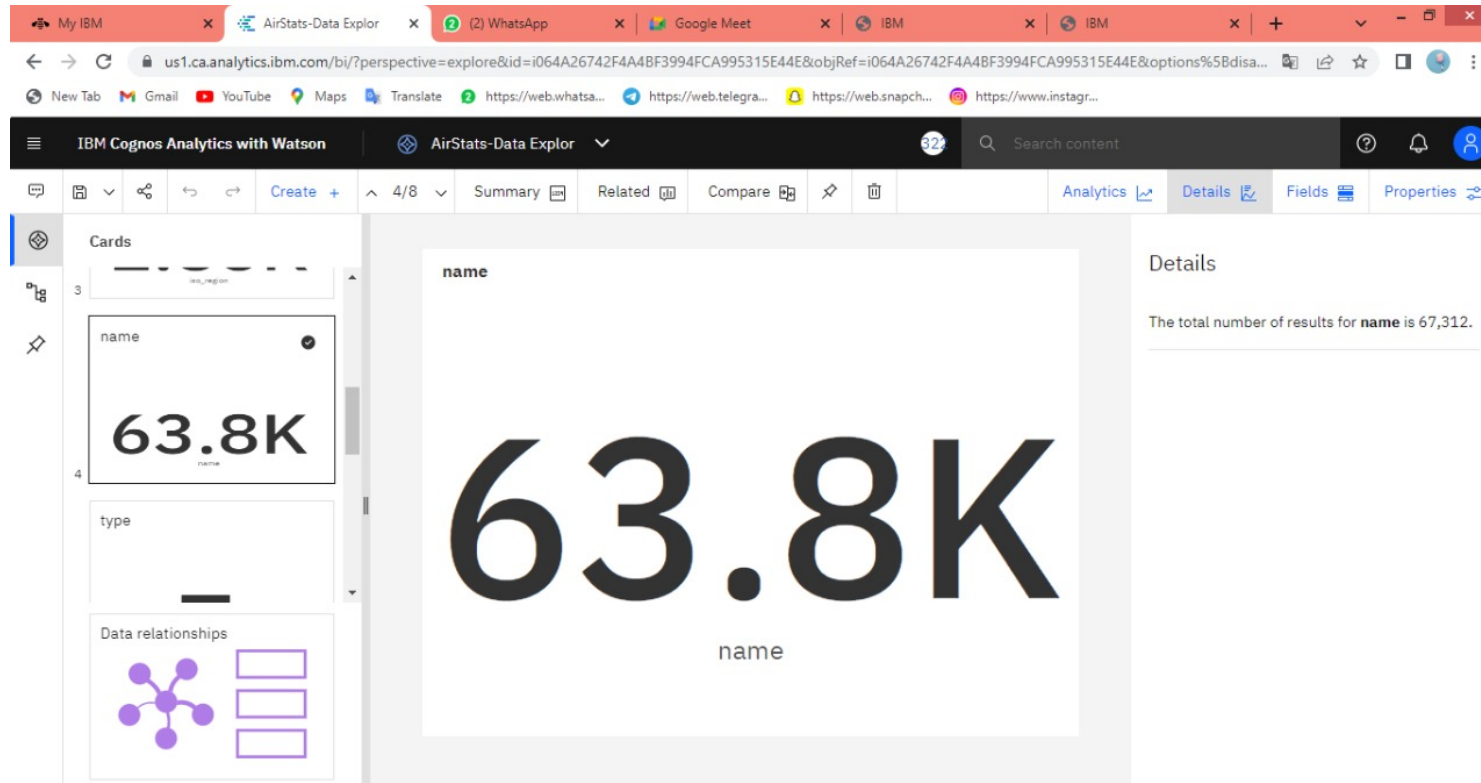 My IBM
AirStats-Data Explor
(2) WhatsApp
Google Meet
IBM
IBM
us1.ca.analytics.ibm.com/bi/?perspective=explore&id=i064A26742F4A4BF3994FCA995315E44E&objRef=i064A26742F4A4BF3994FCA995315E44E&options%5Bdisa...
New Tab Gmail YouTube Maps Translate https://web.whatsa... https://web.telegra... https://web.snapch... https://www.instagr...
IBM Cognos Analytics with Watson AirStats-Data Explor 322 Search content
Create + 4/8 Summary Related Compare Analytics Details Fields Properties
Cards
iso_region
3
name
63.8K
name
4
type
Data relationships
name
63.8K
name
Details
The total number of results for name is 67,312.